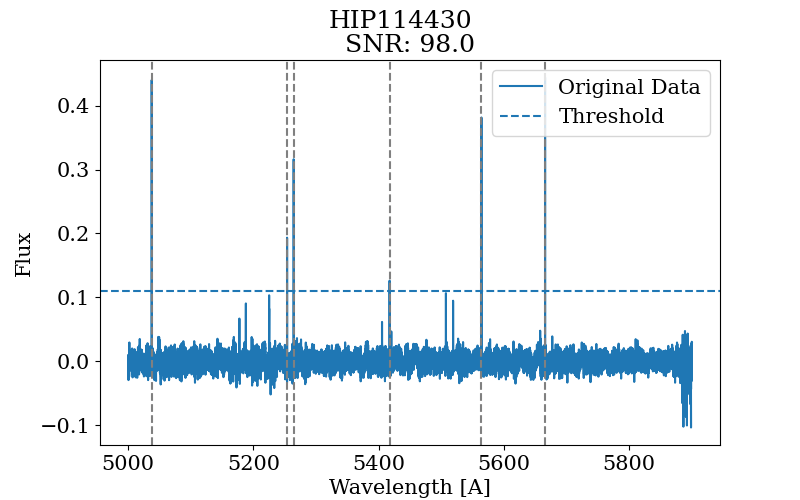 HIP114430
SNR: 98.0
Original Data
Threshold
Flux
0.4
0.3
0.2
0.1
0.0
−0.1
5000 5200 5400 5600 5800
Wavelength [A]